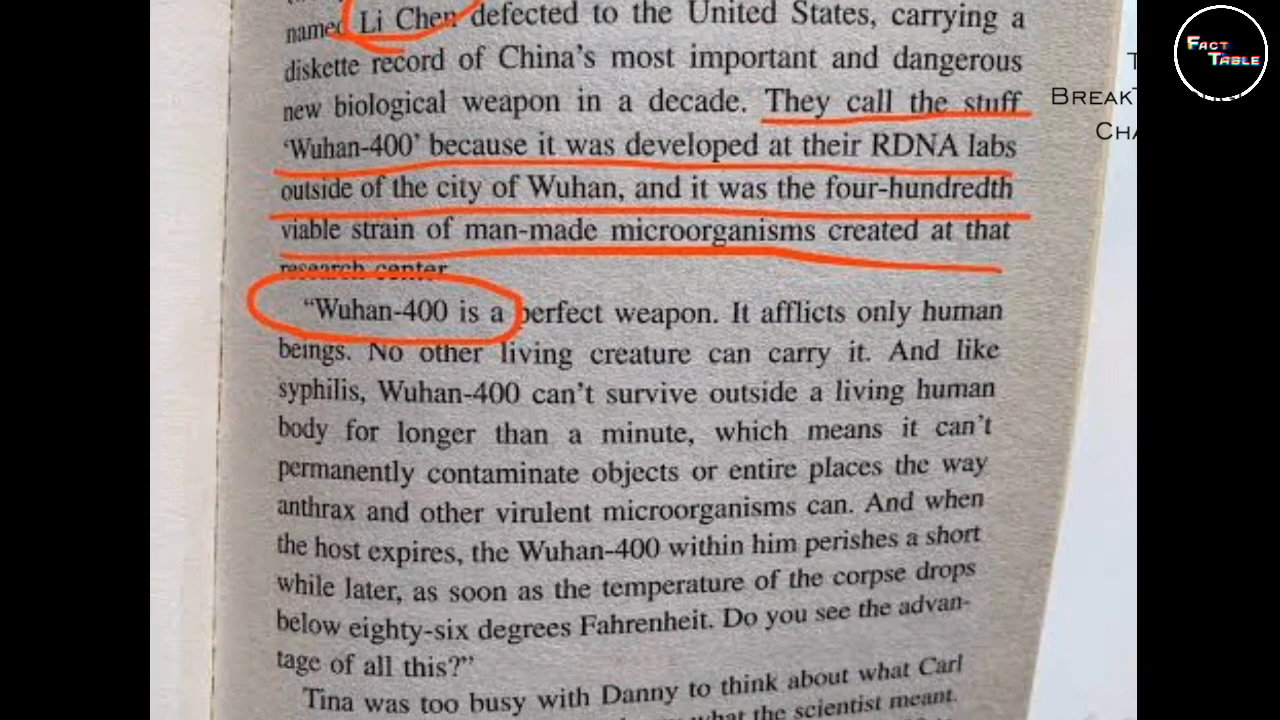 named Li Chen defected to the United States, carrying a
diskette record of China's most important and dangerous
new biological weapon in a decade. They call the stuff
'Wuhan-400' because it was developed at their RDNA labs
outside of the city of Wuhan, and it was the four-hundredth
viable strain of man-made microorganisms created at that
research center.
"Wuhan-400 is a perfect weapon. It afflicts only human
beings. No other living creature can carry it. And like
syphilis, Wuhan-400 can't survive outside a living human
body for longer than a minute, which means it can't
permanently contaminate objects or entire places the way
anthrax and other virulent microorganisms can. And when
the host expires, the Wuhan-400 within him perishes a short
while later, as soon as the temperature of the corpse drops
below eighty-six degrees Fahrenheit. Do you see the advan-
tage of all this?"
Tina was too busy with Danny to think about what Carl
what the scientist meant.
FACT
TABLE